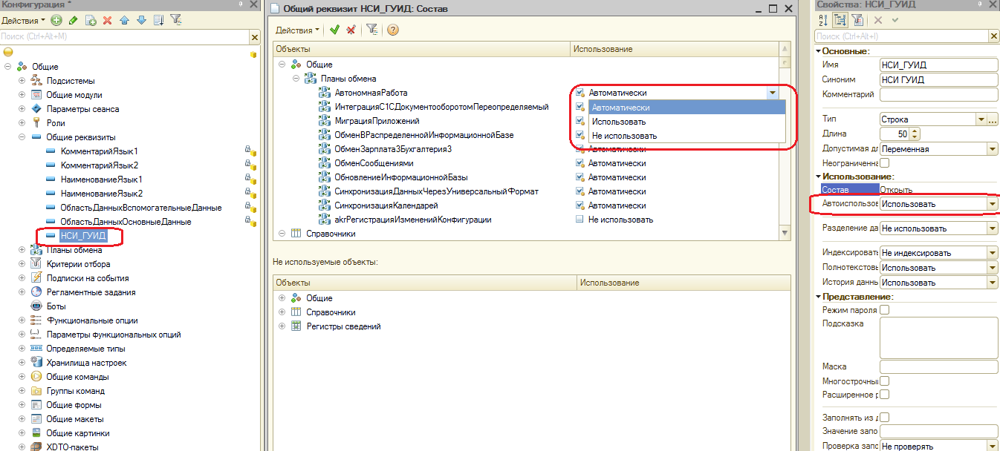 Конфигурация *
Действия
Поиск (Ctrl+Alt+M)
Общие
Подсистемы
Общие модули
Параметры сеанса
Роли
Общие реквизиты
КомментарийЯзык1
КомментарийЯзык2
НаименованиеЯзык1
НаименованиеЯзык2
ОбластьДанныхВспомогательныеДанные
ОбластьДанныхОсновныеДанные
НСИ_ГУИД
Планы обмена
Критерии отбора
Подписки на события
Регламентные задания
Боты
Функциональные опции
Параметры функциональных опций
Определяемые типы
Хранилища настроек
Общие команды
Группы команд
Общие формы
Общие макеты
Общие картинки
XDTO-пакеты
Общий реквизит НСИ_ГУИД: Состав
Действия
Объекты Использование
Общие
Планы обмена
АвтономнаяРабота Автоматически
ИнтеграцияС1СДокументооборотомПереопределяемый Автоматически
МиграцияПриложений Использовать
ОбменВРаспределеннойИнформационнойБазе Не использовать
ОбменЗарплата3Бухгалтерия3 Автоматически
ОбменСообщениями Автоматически
ОбновлениеИнформационнойБазы Автоматически
СинхронизацияДанныхЧерезУниверсальныйФормат Автоматически
СинхронизацияКалендарей Автоматически
akrРегистрацияИзмененийКонфигурации Не использовать
Справочники
Не используемые объекты:
Объекты Использование
Общие
Справочники
Регистры сведений
Свойства: НСИ_ГУИД
Поиск (Ctrl+Alt+I)
Основные:
Имя НСИ_ГУИД
Синоним НСИ ГУИД
Комментарий
Тип Строка
Длина 50
Допустимая дл Переменная
Неограниченна
Использование:
Состав Открыть
Автоиспользов Использовать
Разделение да Не использовать
Индексировать Не индексировать
Полнотекстовь Использовать
История даннь Использовать
Представление:
Режим пароля
Подсказка
Маска
Многострочны
Расширенное р
Заполнять из д
Значение запо
Проверка запо Не проверять